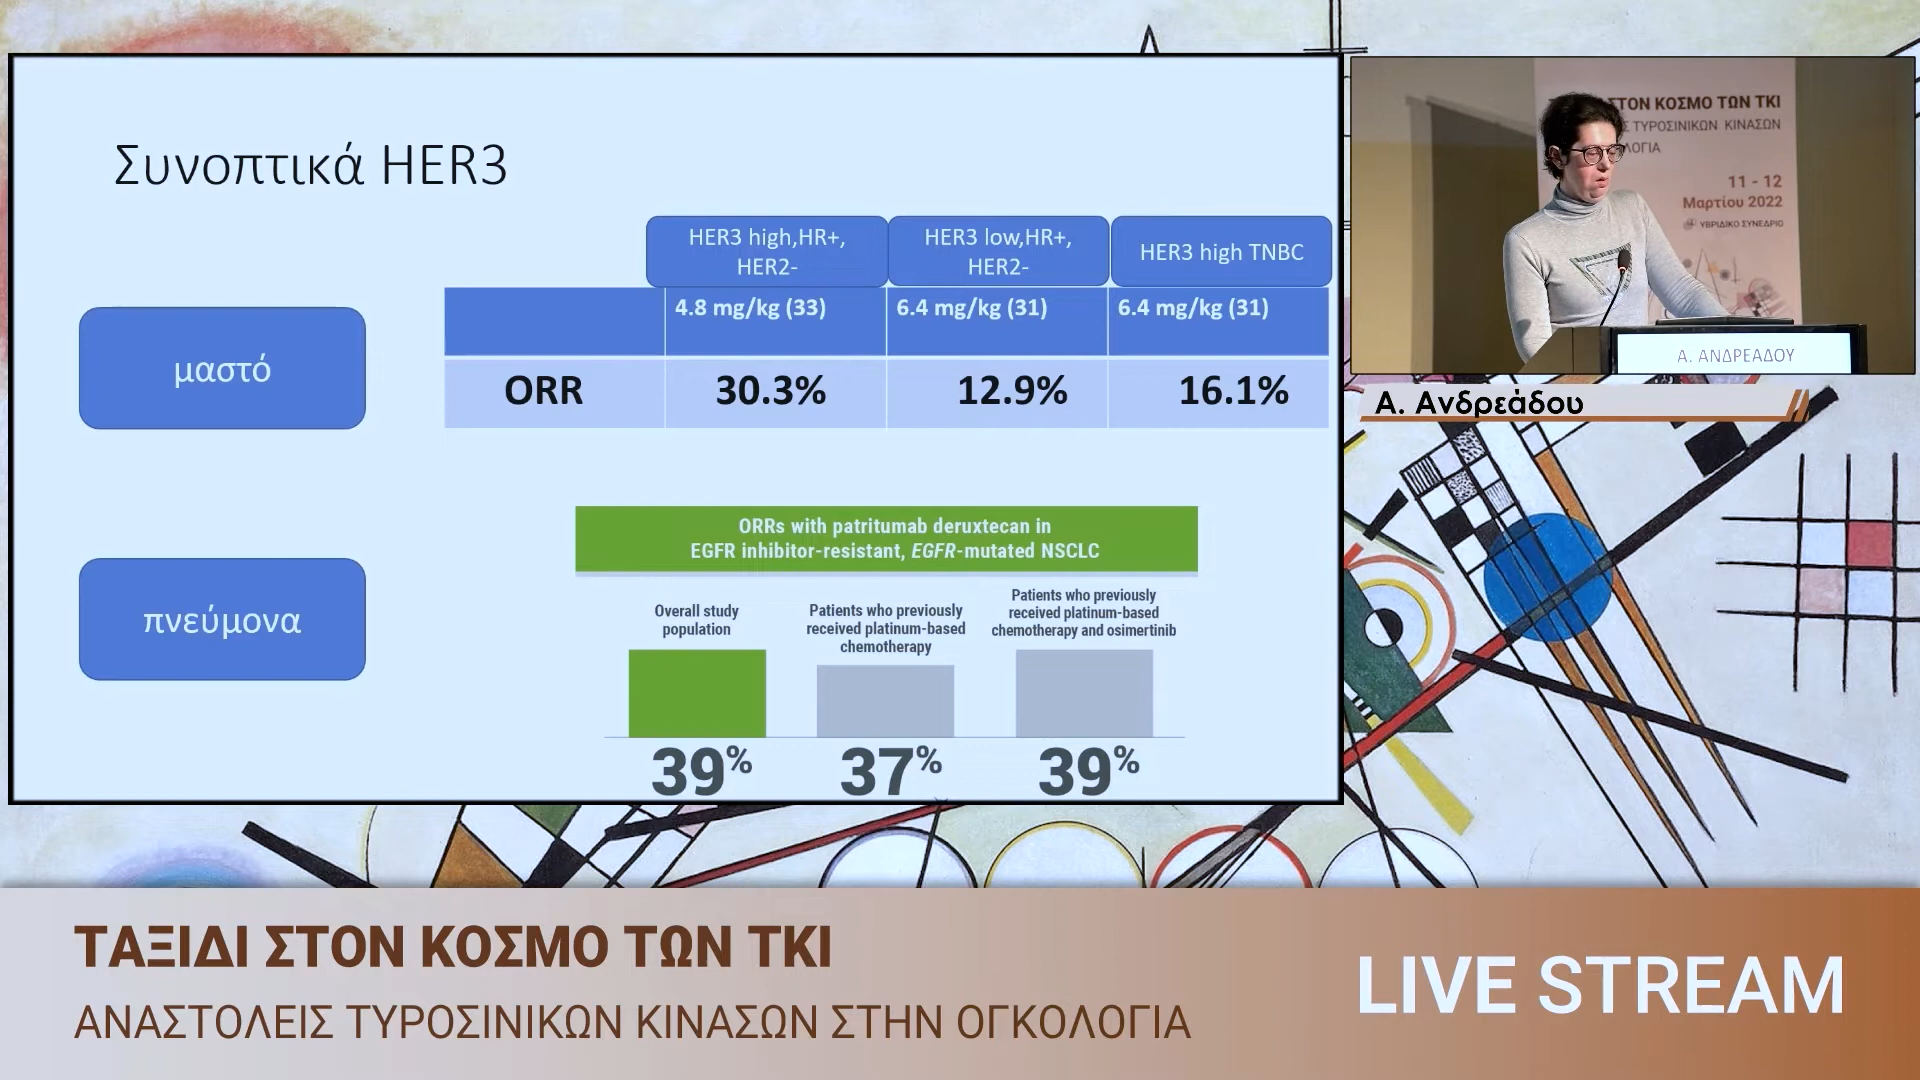 Συνοπτικά HER3
HER3 high,HR+,
HER2-
HER3 low,HR+,
HER2-
HER3 high TNBC
4.8 mg/kg (33)
6.4 mg/kg (31)
6.4 mg/kg (31)
μαστό
ORR
30.3%
12.9%
16.1%
ORRs with patritumab deruxtecan in
EGFR inhibitor-resistant, EGFR-mutated NSCLC
πνεύμονα
Overall study
population
Patients who previously
received platinum-based
chemotherapy
Patients who previously
received platinum-based
chemotherapy and osimertinib
39%
37%
39%
ΣΤΟΝ ΚΟΣΜΟ ΤΩΝ ΤΚΙ
Σ ΤΥΡΟΣΙΝΙΚΩΝ ΚΙΝΑΣΩΝ
ΛΟΓΙΑ
11 - 12
Μαρτίου 2022
ΥΒΡΙΔΙΚΟ ΣΥΝΕΔΡΙΟ
Α. ΑΝΔΡΕΑΔΟΥ
Α. Ανδρεάδου
ΤΑΞΙΔΙ ΣΤΟΝ ΚΟΣΜΟ ΤΩΝ ΤΚΙ
ΑΝΑΣΤΟΛΕΙΣ ΤΥΡΟΣΙΝΙΚΩΝ ΚΙΝΑΣΩΝ ΣΤΗΝ ΟΓΚΟΛΟΓΙΑ
LIVE STREAM